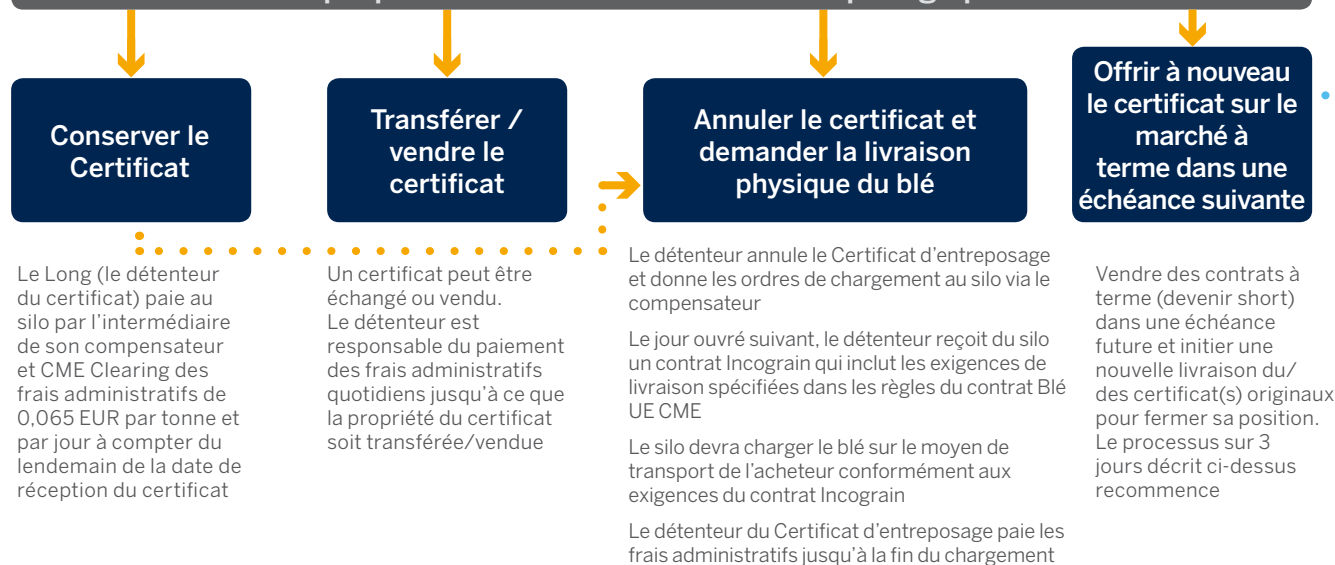 Conserver le
Certificat
Transférer /
vendre le
certificat
Annuler le certificat et
demander la livraison
physique du blé
Offrir à nouveau
le certificat sur le
marché à
terme dans une
échéance suivante
Le Long (le détenteur
du certificat) paie au
silo par l'intermédiaire
de son compensateur
et CME Clearing des
frais administratifs de
0,065 EUR par tonne et
par jour à compter du
lendemain de la date de
réception du certificat
Un certificat peut être
échangé ou vendu.
Le détenteur est
responsable du paiement
des frais administratifs
quotidiens jusqu'à ce que
la propriété du certificat
soit transférée/vendue
Le détenteur annule le Certificat d'entreposage
et donne les ordres de chargement au silo via le
compensateur
Le jour ouvré suivant, le détenteur reçoit du silo
un contrat Incograin qui inclut les exigences de
livraison spécifiées dans les règles du contrat Blé
UE CME
Le silo devra charger le blé sur le moyen de
transport de l'acheteur conformément aux
exigences du contrat Incograin
Le détenteur du Certificat d'entreposage paie les
frais administratifs jusqu'à la fin du chargement
Vendre des contrats à
terme (devenir short)
dans une échéance
future et initier une
nouvelle livraison du/
des certificat(s) originaux
pour fermer sa position.
Le processus sur 3
jours décrit ci-dessus
recommence